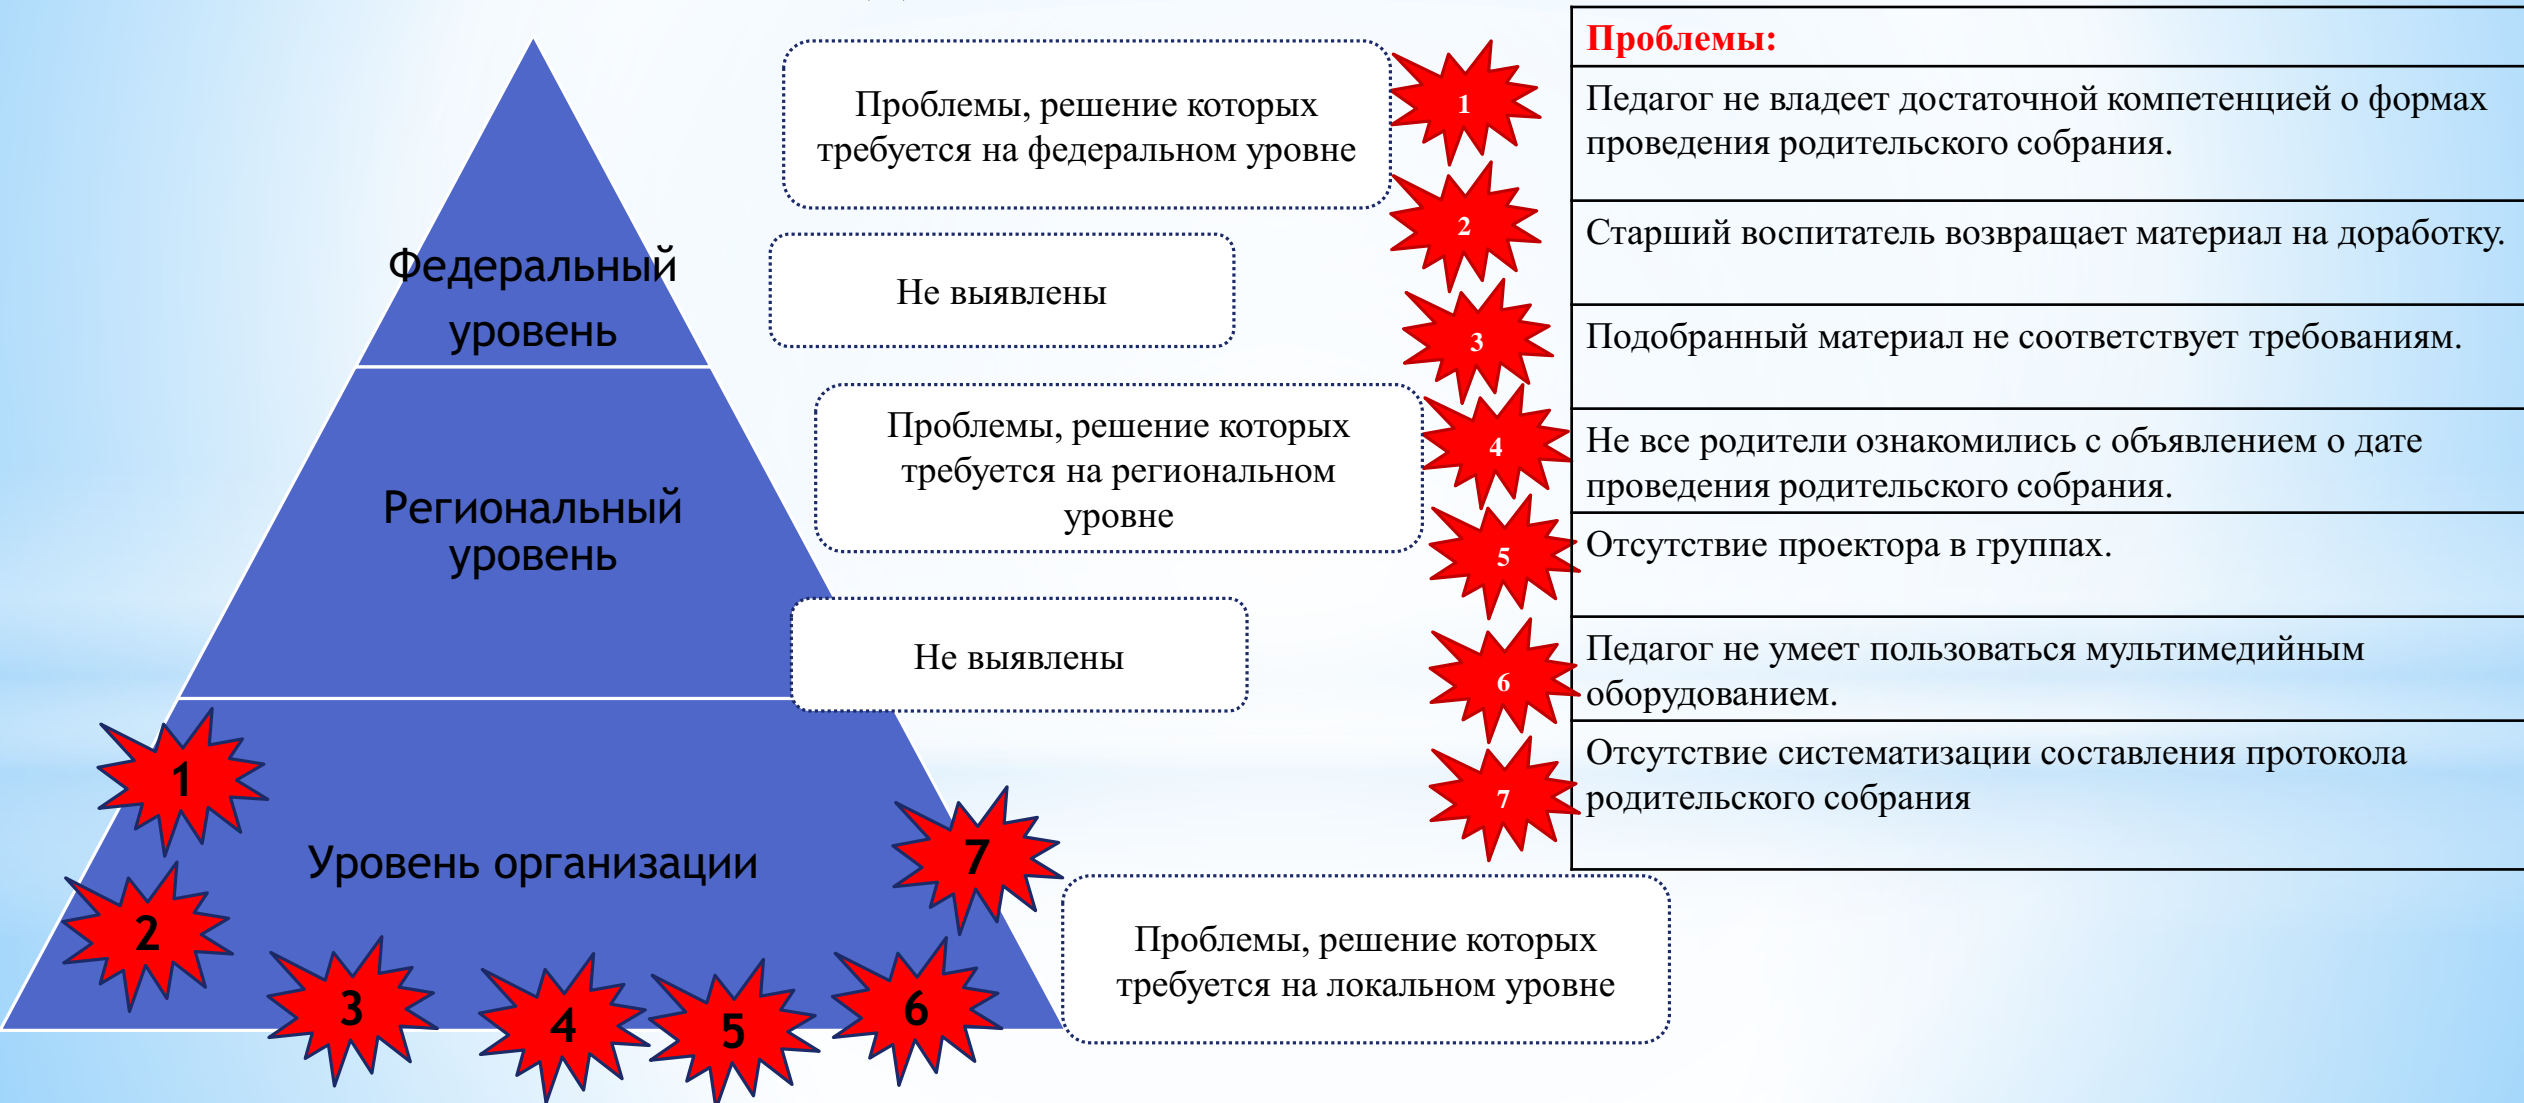 Федеральный
уровень
Региональный
уровень
Уровень организации
1
2
3
4
5
6
7
Проблемы, решение которых
требуется на федеральном уровне
Не выявлены
Проблемы, решение которых
требуется на региональном
уровне
Не выявлены
Проблемы, решение которых
требуется на локальном уровне
Проблемы:
1
Педагог не владеет достаточной компетенцией о формах
проведения родительского собрания.
2
Старший воспитатель возвращает материал на доработку.
3
Подобранный материал не соответствует требованиям.
4
Не все родители ознакомились с объявлением о дате
проведения родительского собрания.
5
Отсутствие проектора в группах.
6
Педагог не умеет пользоваться мультимедийным
оборудованием.
7
Отсутствие систематизации составления протокола
родительского собрания